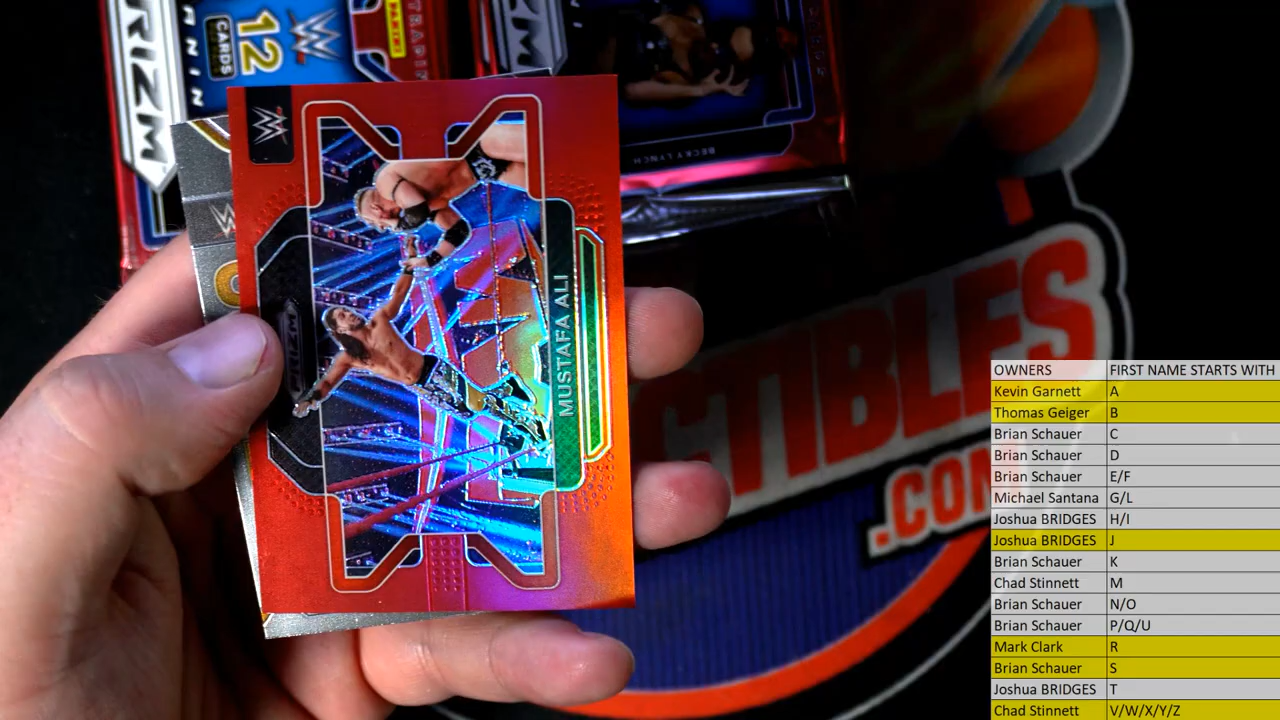 PRIZM
12
CARDS
W
PANINI
BECKY LYNCH
W
MUSTAFA ALI
PRIZM
CTIBLES
.COM
OWNERS FIRST NAME STARTS WITH
Kevin Garnett A
Thomas Geiger B
Brian Schauer C
Brian Schauer D
Brian Schauer E/F
Michael Santana G/L
Joshua BRIDGES H/I
Joshua BRIDGES J
Brian Schauer K
Chad Stinnett M
Brian Schauer N/O
Brian Schauer P/Q/U
Mark Clark R
Brian Schauer S
Joshua BRIDGES T
Chad Stinnett V/W/X/Y/Z